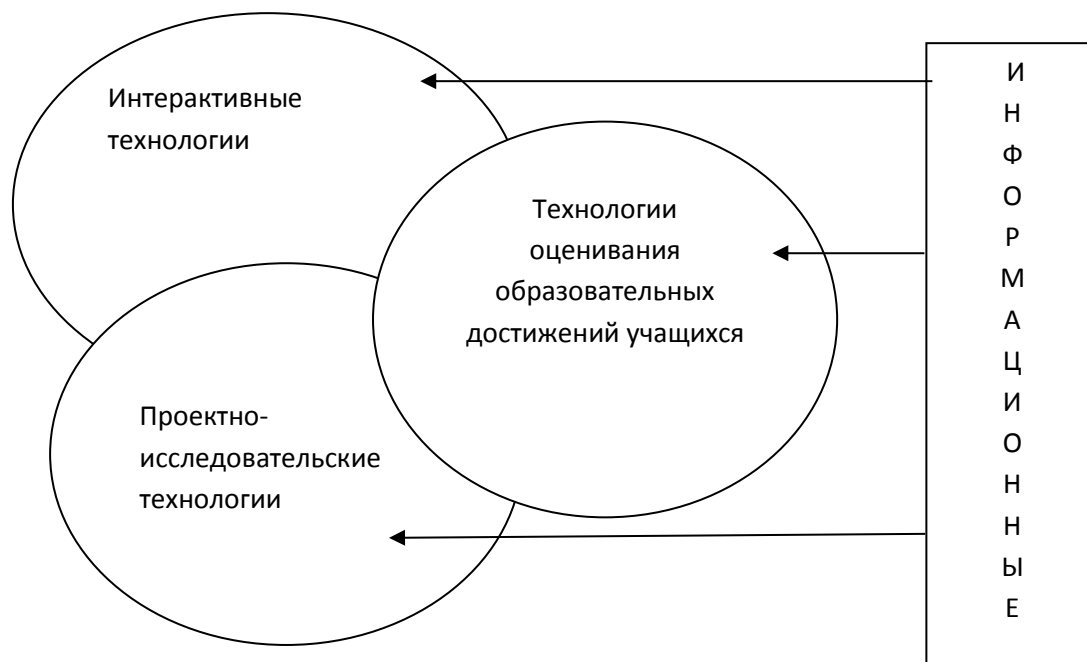 Интерактивные
технологии
Технологии
оценивания
образовательных
достижений учащихся
Проектно-
исследовательские
технологии
И
Н
Ф
О
Р
М
А
Ц
И
О
Н
Н
Ы
Е